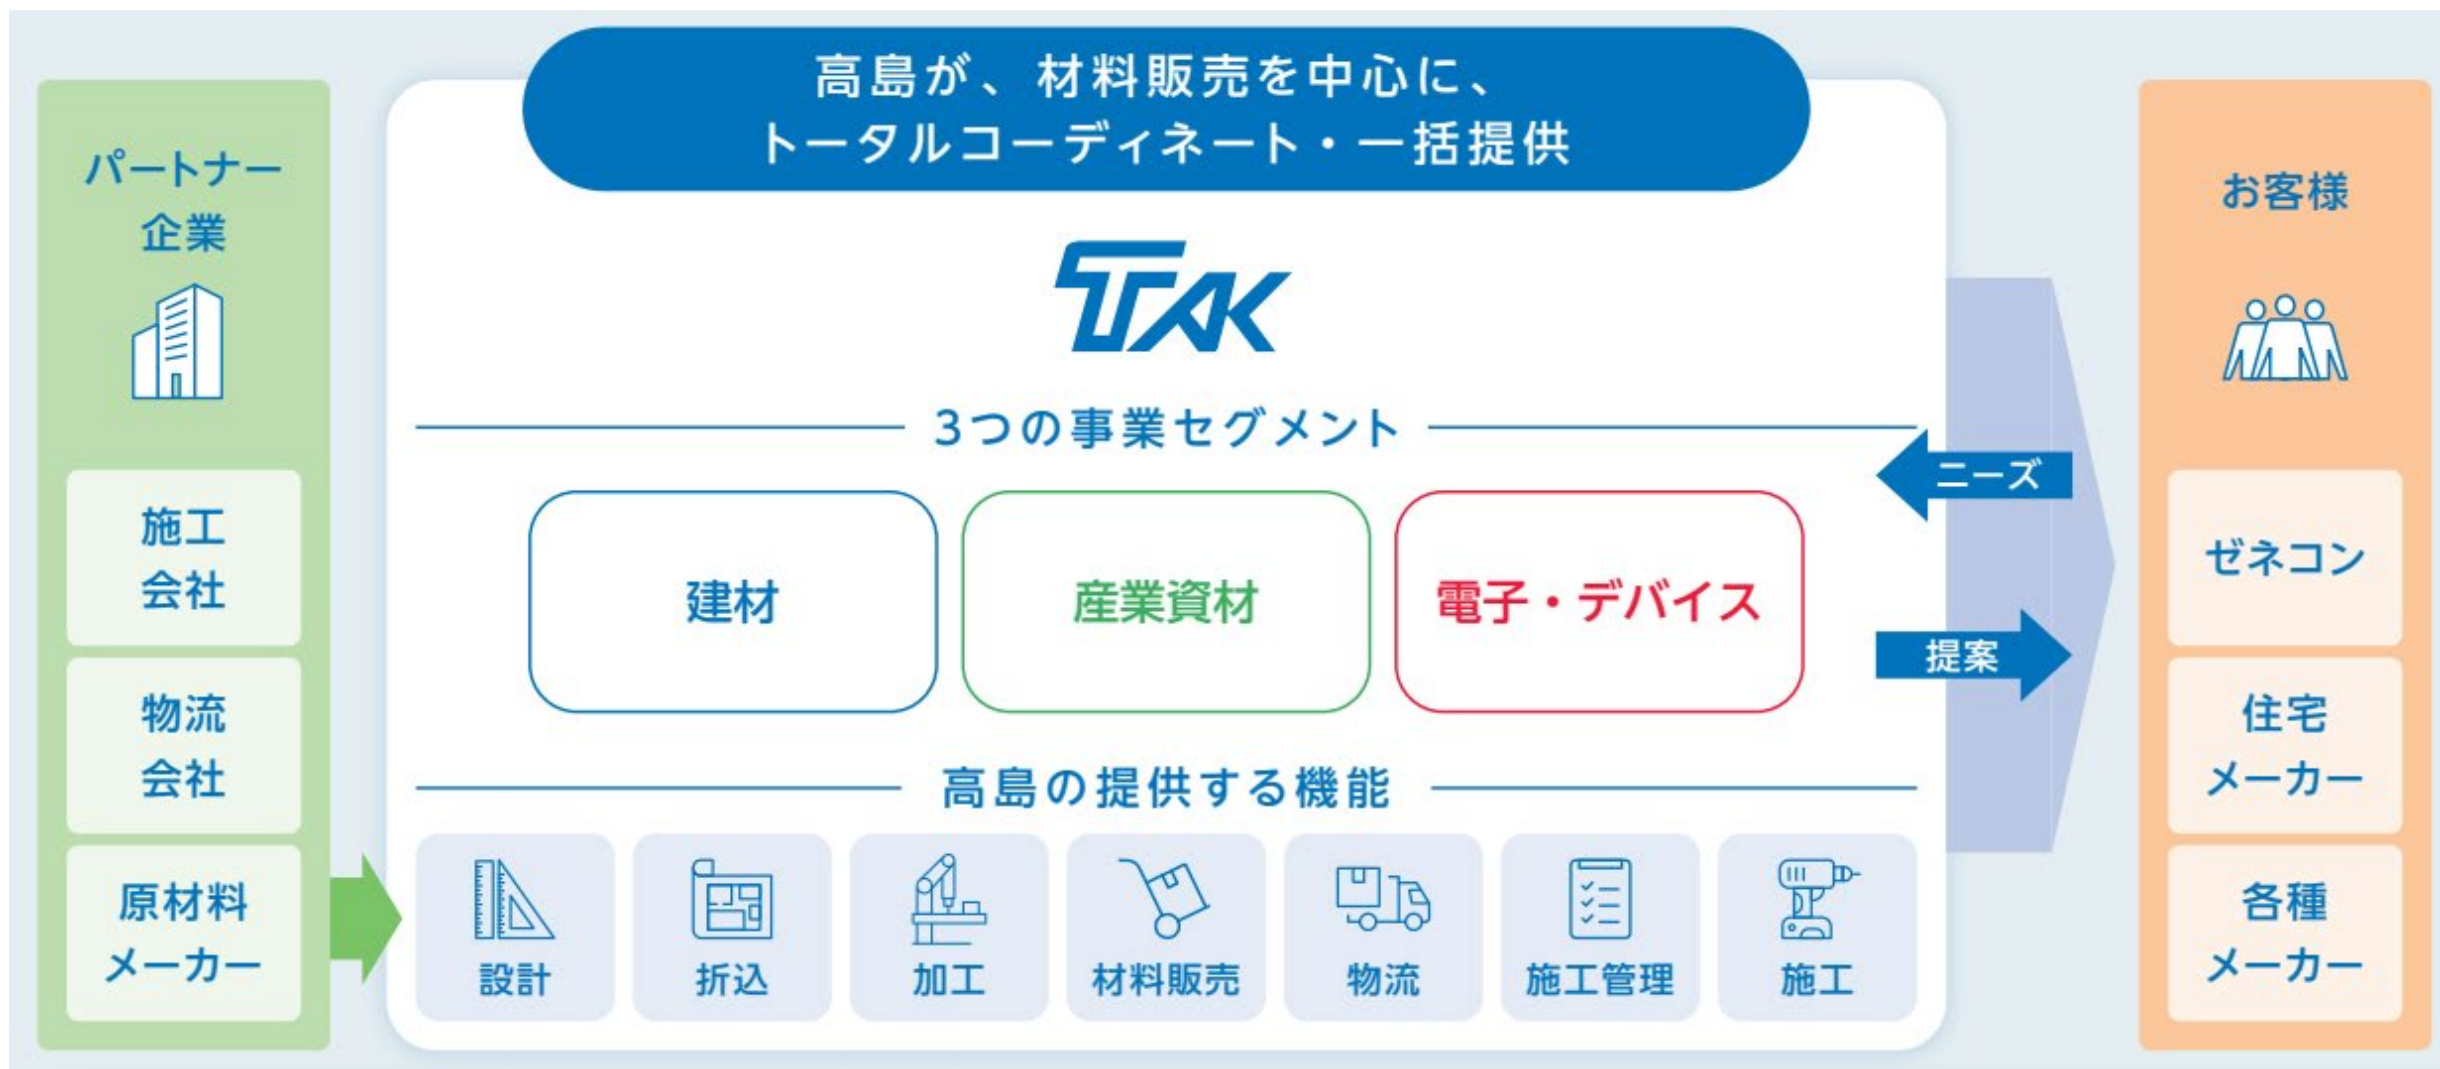 高島が、材料販売を中心に、
トータルコーディネート・一括提供
パートナー
企業
施工
会社
物流
会社
原材料
メーカー
TAK
3つの事業セグメント
建材
産業資材
電子・デバイス
高島の提供する機能
設計
折込
加工
材料販売
物流
施工管理
施工
ニーズ
提案
お客様
ゼネコン
住宅
メーカー
各種
メーカー